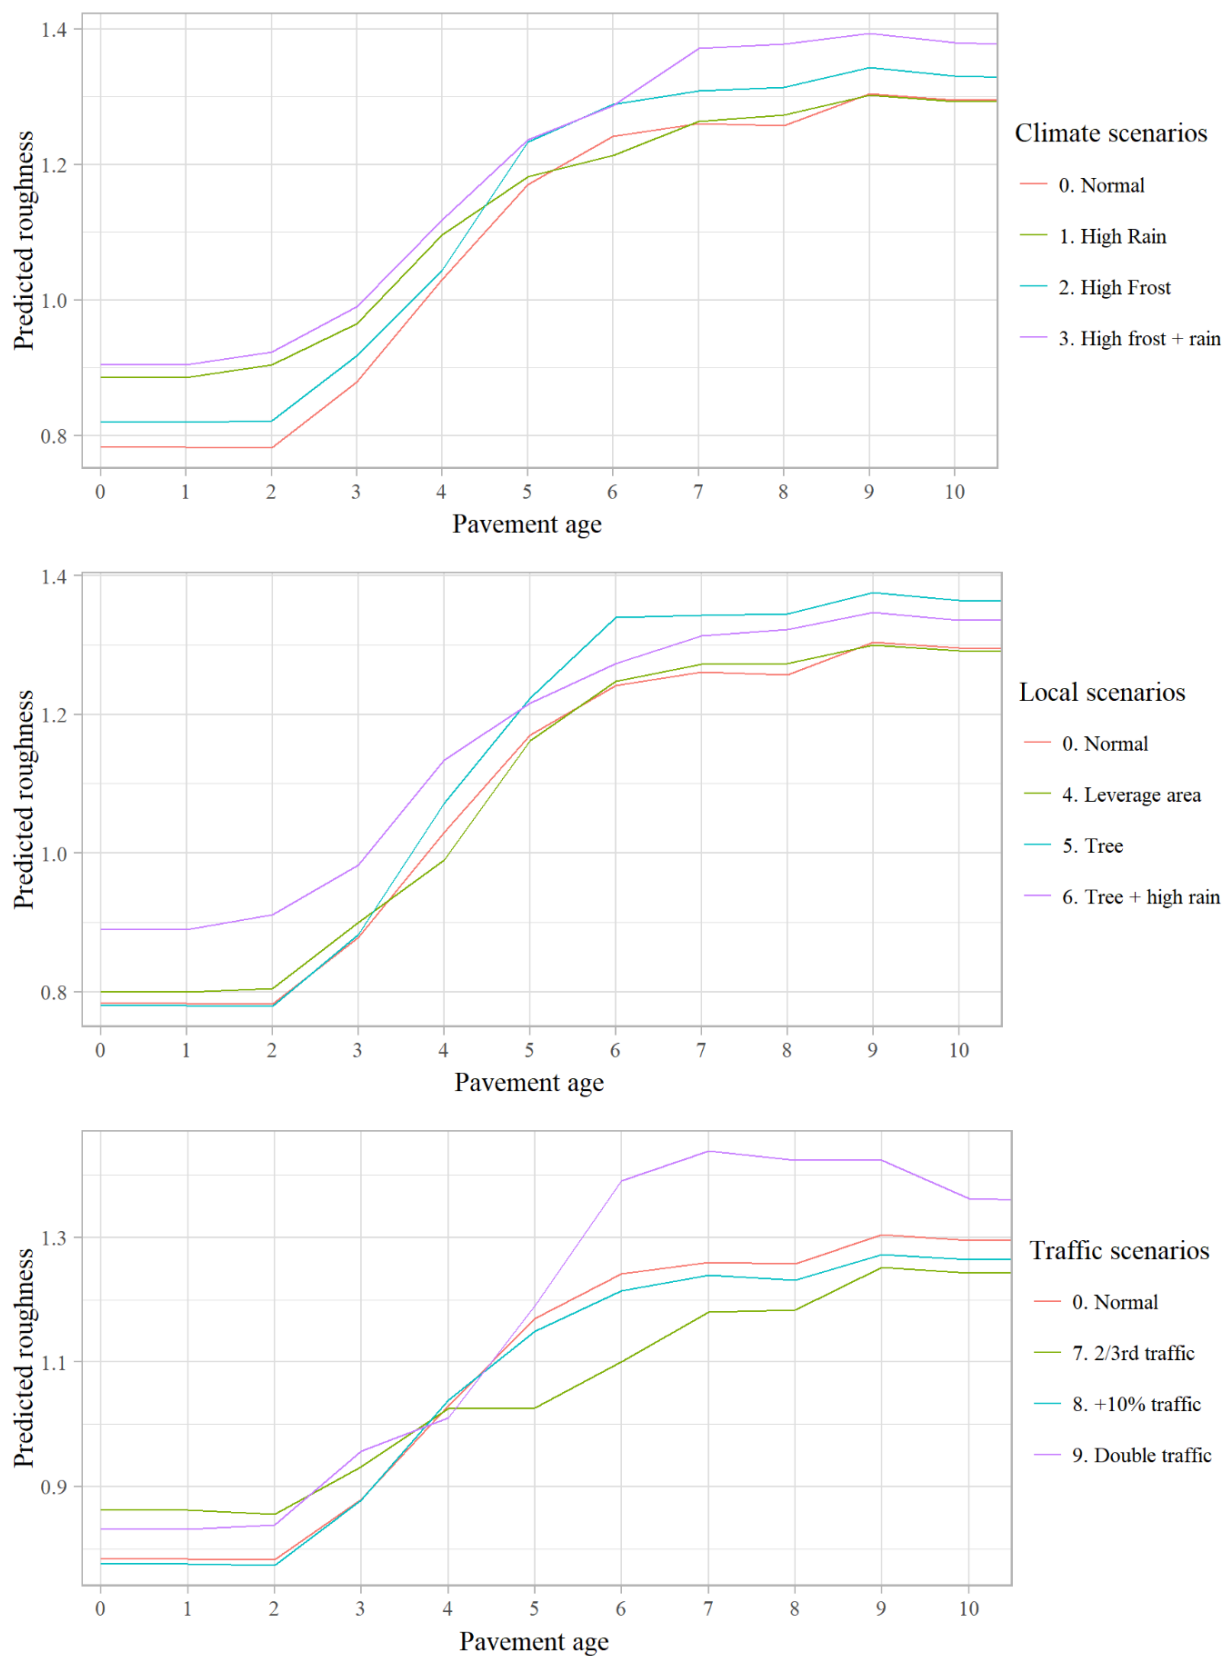 1.4
1.2
1.0
0.8
Predicted roughness
0 1 2 3 4 5 6 7 8 9 10
Pavement age
Climate scenarios
0. Normal
1. High Rain
2. High Frost
3. High frost + rain
1.4
1.2
1.0
0.8
Predicted roughness
0 1 2 3 4 5 6 7 8 9 10
Pavement age
Local scenarios
0. Normal
4. Leverage area
5. Tree
6. Tree + high rain
1.3
1.1
0.9
Predicted roughness
0 1 2 3 4 5 6 7 8 9 10
Pavement age
Traffic scenarios
0. Normal
7. 2/3rd traffic
8. +10% traffic
9. Double traffic